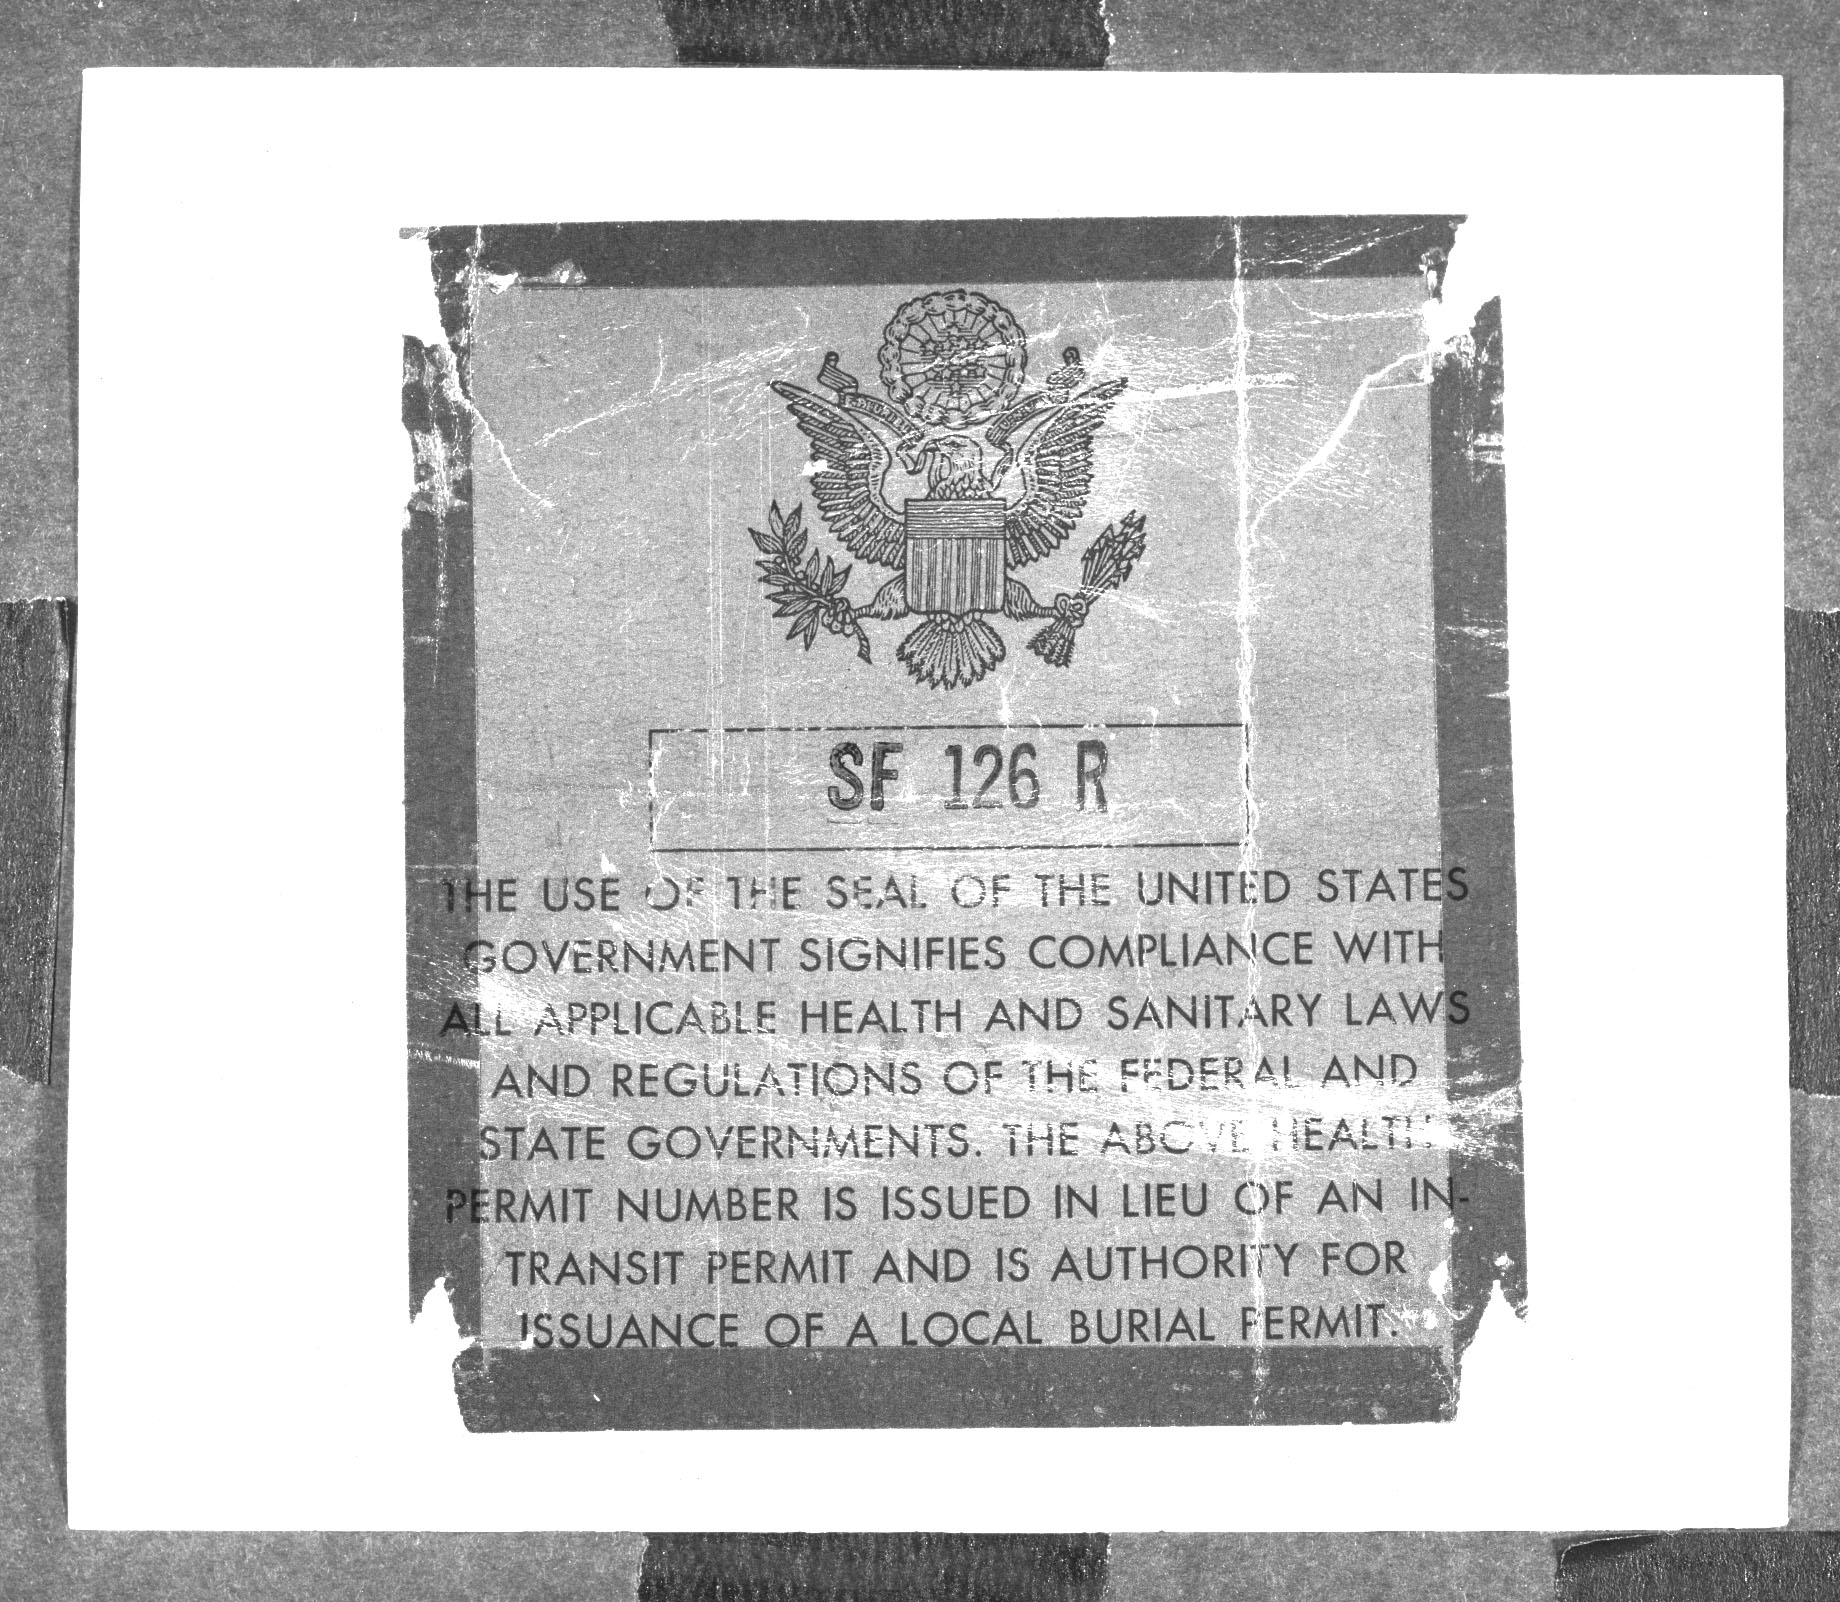 SF 126 R
THE USE OF THE SEAL OF THE UNITED STATES
GOVERNMENT SIGNIFIES COMPLIANCE WITH
ALL APPLICABLE HEALTH AND SANITARY LAWS
AND REGULATIONS OF THE FEDERAL AND
STATE GOVERNMENTS. THE ABOVE HEALTH
PERMIT NUMBER IS ISSUED IN LIEU OF AN IN-
TRANSIT PERMIT AND IS AUTHORITY FOR
ISSUANCE OF A LOCAL BURIAL PERMIT.